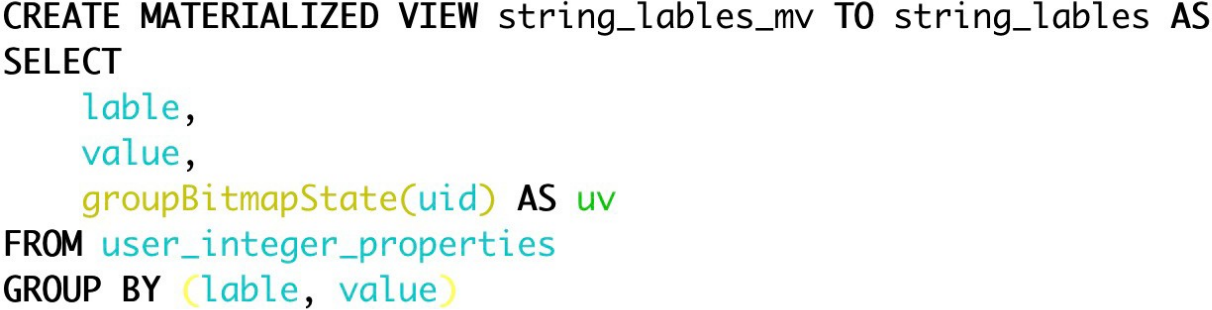 CREATE MATERIALIZED VIEW string_lables_mv TO string_lables AS
SELECT
lable,
value,
groupBitmapState(uid) AS uv
FROM user_integer_properties
GROUP BY (lable, value)